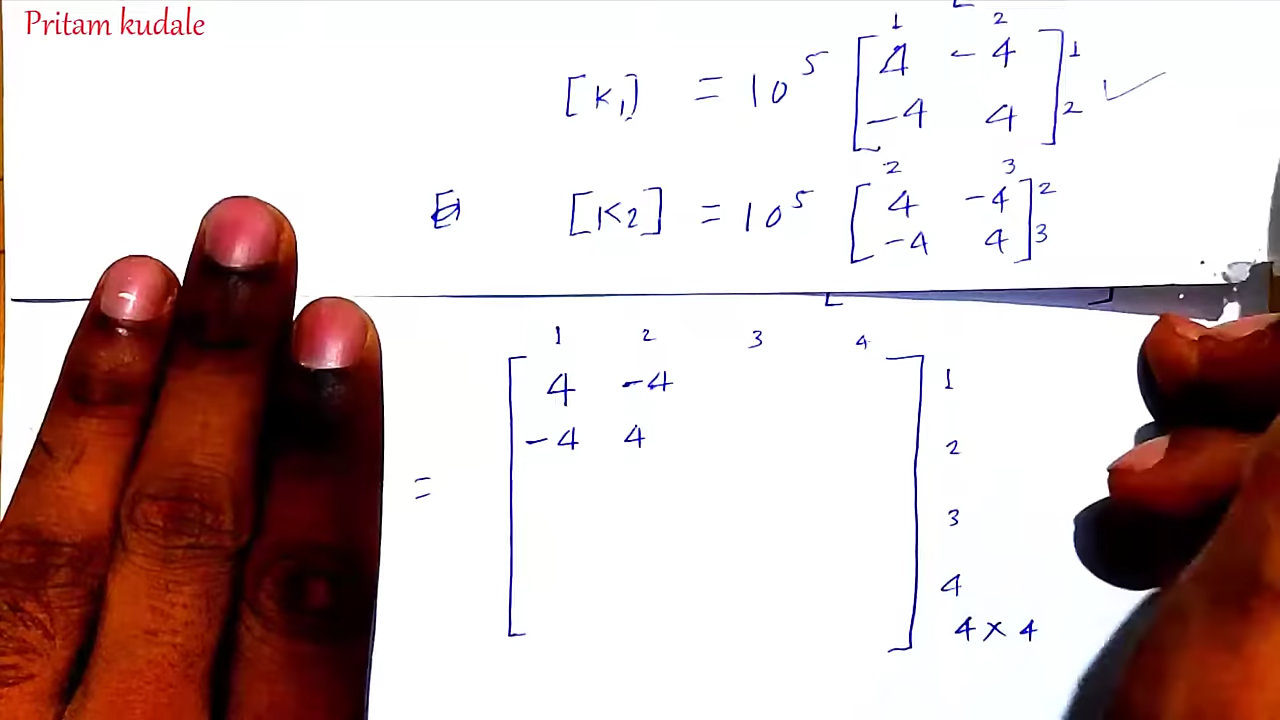 Pritam kudale
1 2
[K1] = 10^5 [4 -4] 1
[-4 4] 2 ✓
2 3
[K2] = 10^5 [4 -4] 2
[-4 4] 3
1 2 3 4
[4 -4 ] 1
-4 4 2
=
3
4
4 × 4